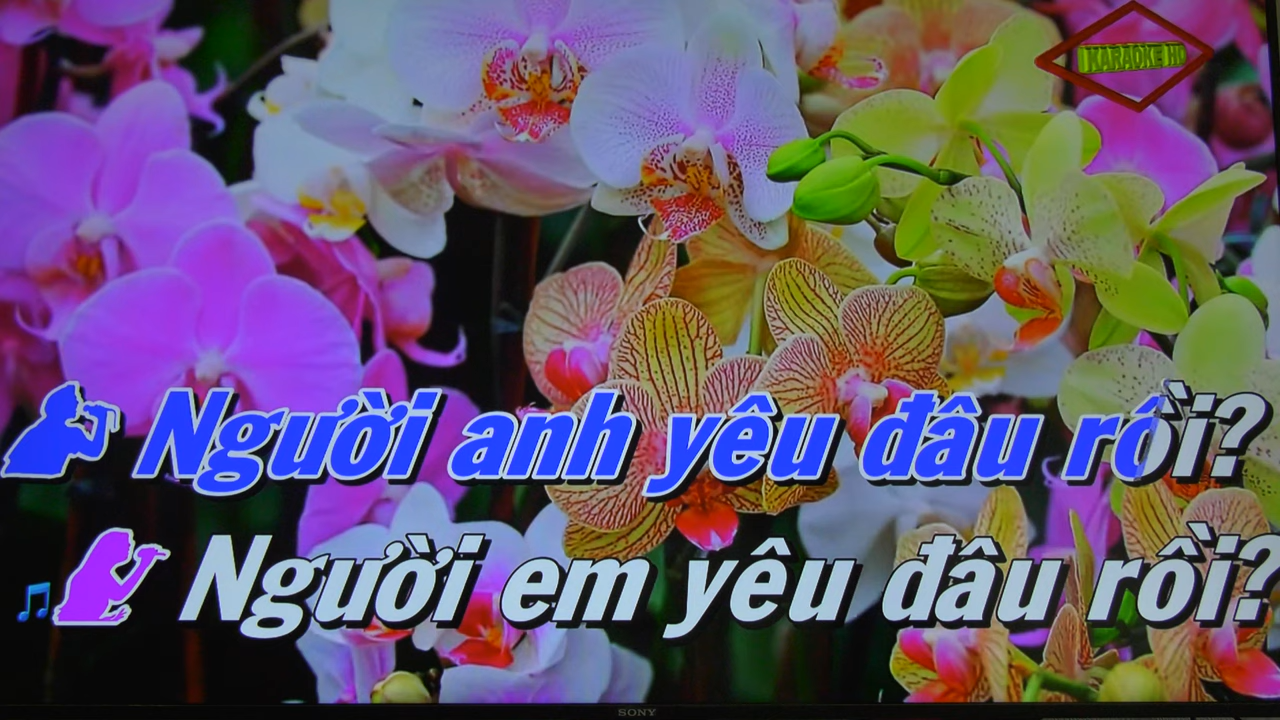 KARAOKE HD
Người anh yêu đâu rồi?
Người em yêu đâu rồi?
SONY